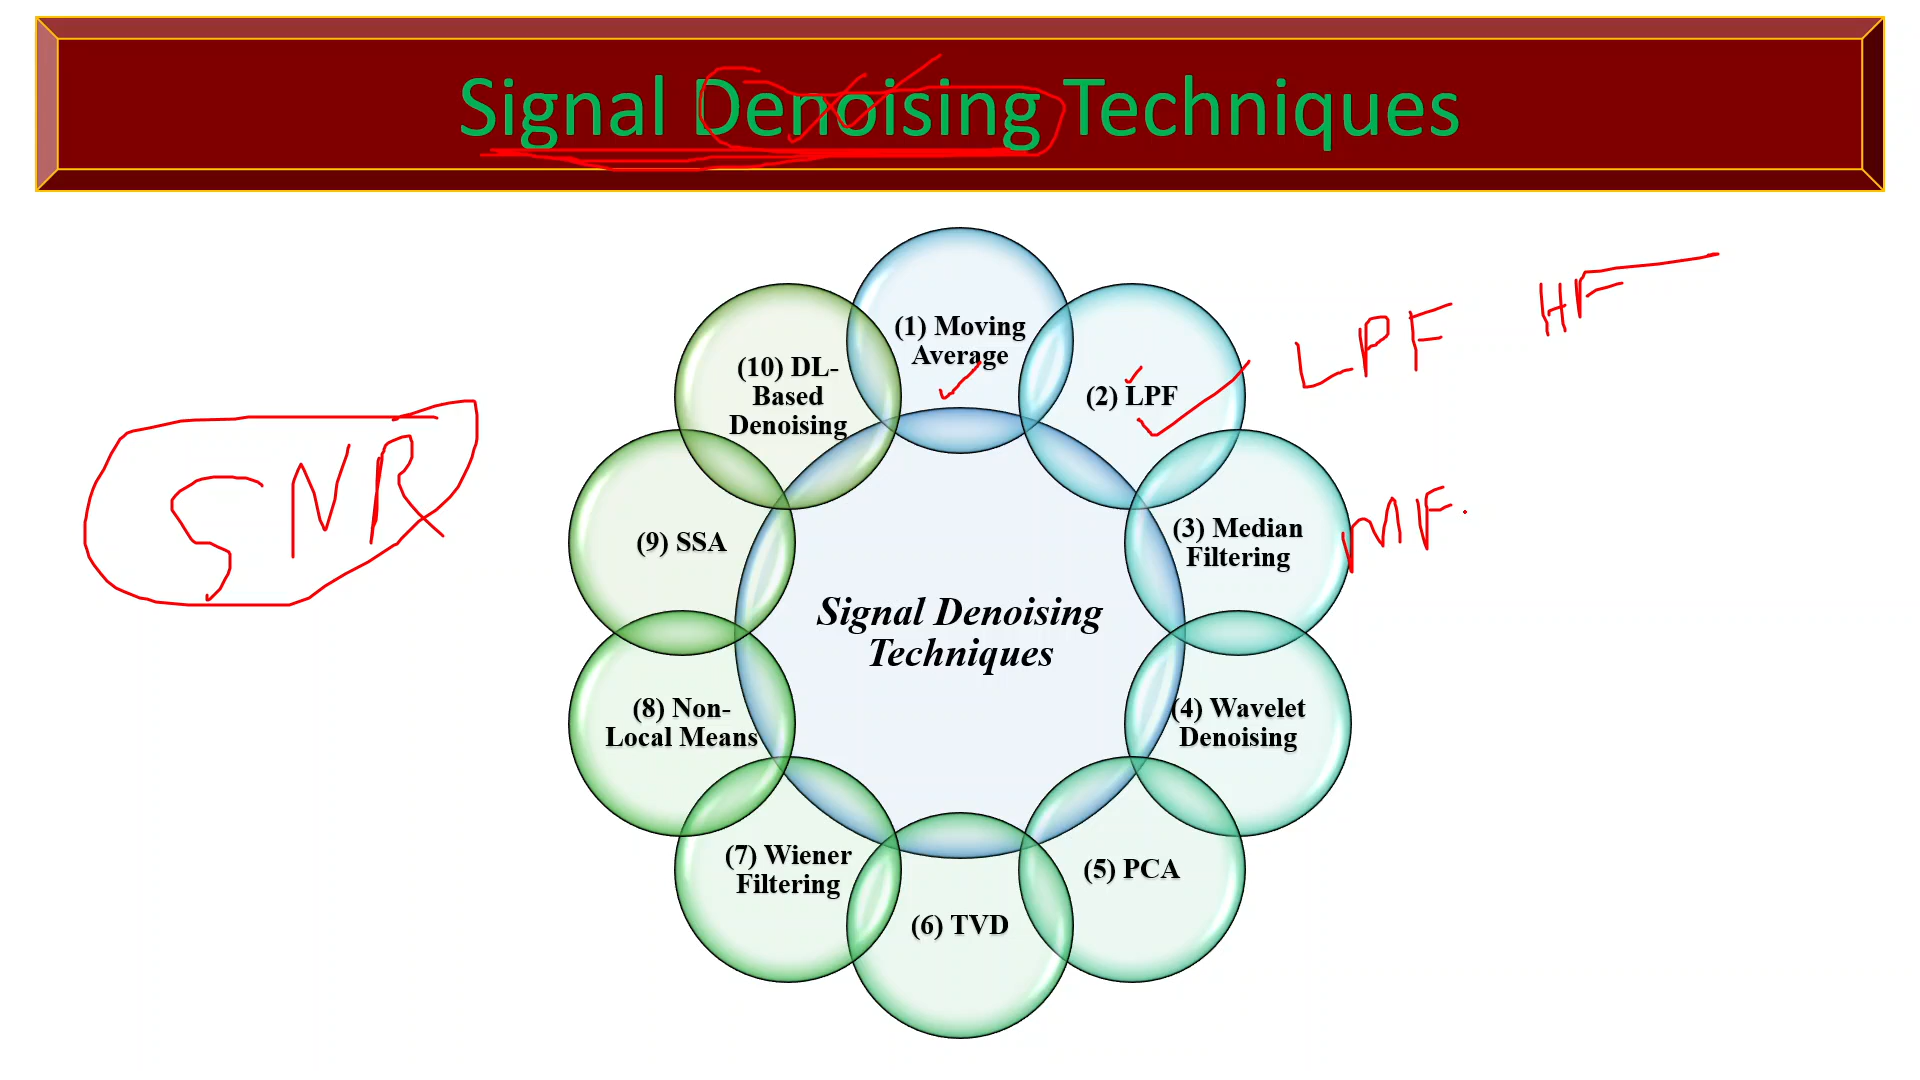 Signal Denoising Techniques
(1) Moving
Average
(2) LPF
LPF
HF
(3) Median
Filtering
MF.
(4) Wavelet
Denoising
(5) PCA
(6) TVD
(7) Wiener
Filtering
(8) Non-
Local Means
(9) SSA
(10) DL-
Based
Denoising
Signal Denoising
Techniques
SNR